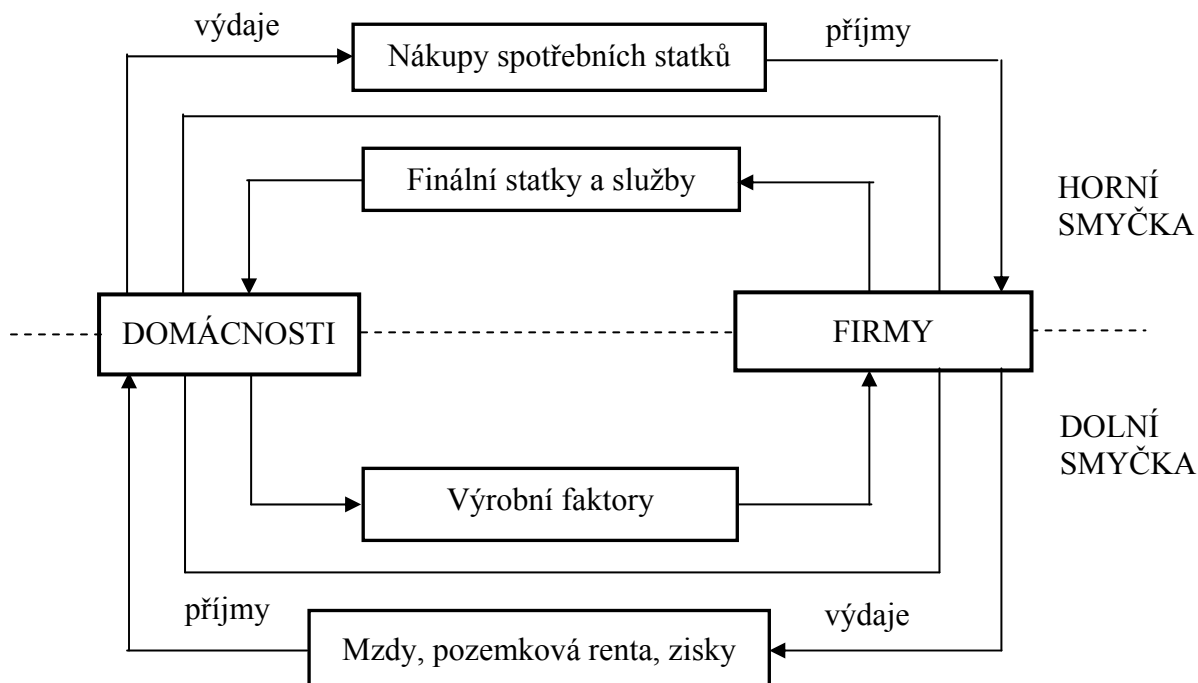 výdaje
Nákupy spotřebních statků
příjmy
Finální statky a služby
HORNÍ
SMYČKA
DOMÁCNOSTI
FIRMY
DOLNÍ
SMYČKA
Výrobní faktory
příjmy
výdaje
Mzdy, pozemková renta, zisky